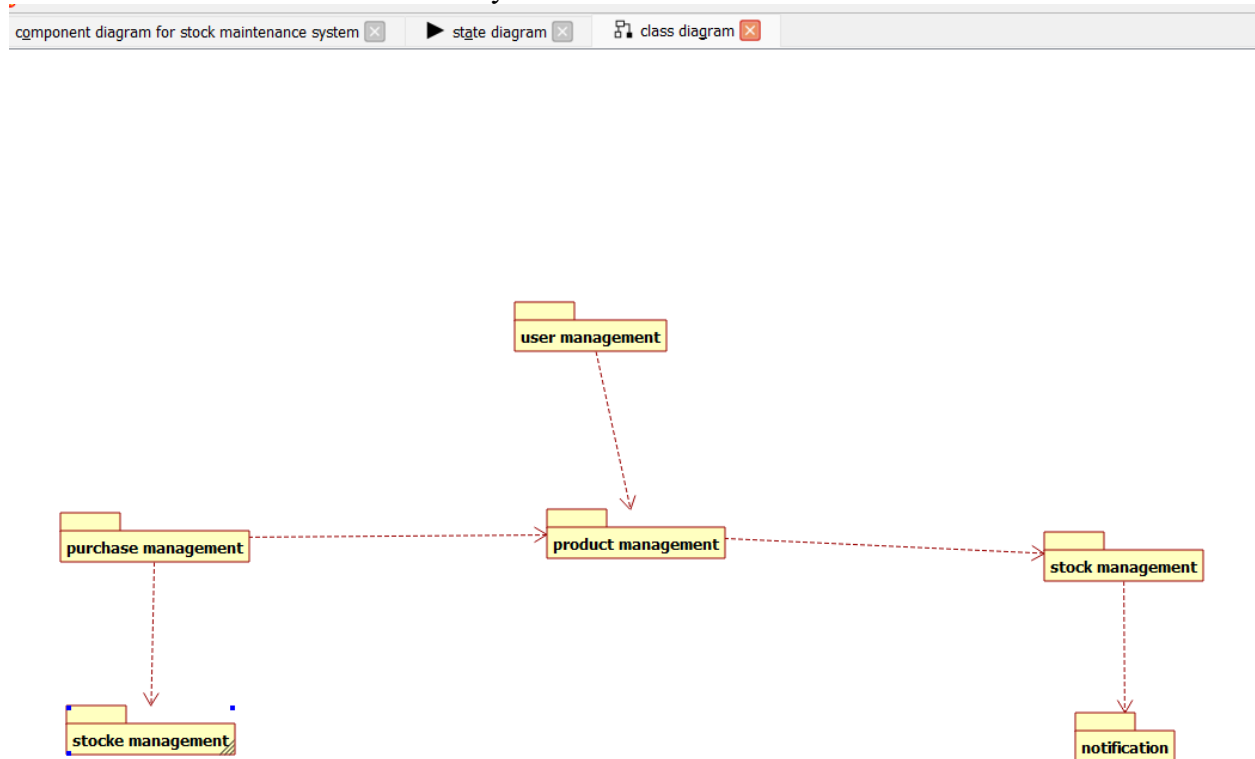 component diagram for stock maintenance system
state diagram
class diagram
user management
purchase management
product management
stock management
stocke management
notification